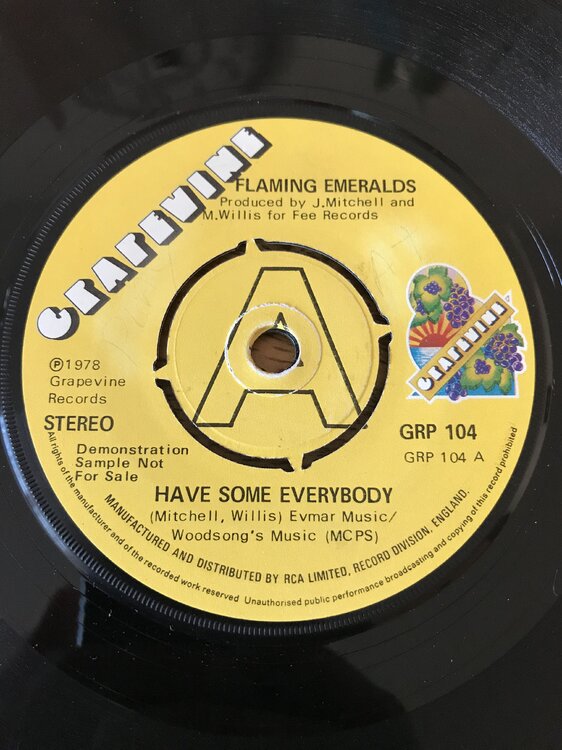 GRAPEVINE
FLAMING EMERALDS
Produced by J.Mitchell and
M.Willis for Fee Records
A
GRAPEVINE
℗1978
Grapevine
Records
STEREO
GRP 104
GRP 104 A
Demonstration
Sample Not
For Sale
HAVE SOME EVERYBODY
(Mitchell, Willis) Evmar Music/
Woodsong's Music (MCPS)
MANUFACTURED AND DISTRIBUTED BY RCA LIMITED, RECORD DIVISION, ENGLAND.
All rights of the manufacturer and of the recorded work reserved Unauthorised public performance broadcasting and copying of this record prohibited